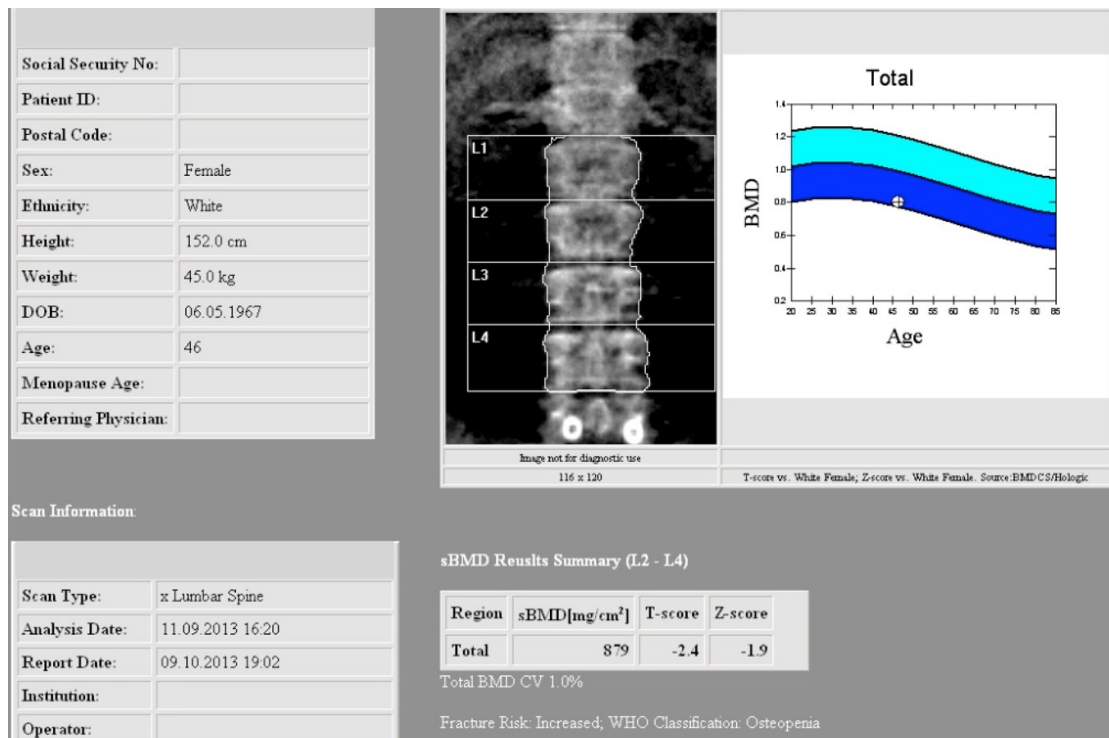 Social Security No:
Patient ID:
Postal Code:
Sex: Female
Ethnicity: White
Height: 152.0 cm
Weight: 45.0 kg
DOB: 06.05.1967
Age: 46
Menopause Age:
Referring Physician:
L1
L2
L3
L4
Image not for diagnostic use
116 x 120
Total
BMD
1.4
1.2
1.0
0.8
0.6
0.4
0.2
20 25 30 35 40 45 50 55 60 65 70 75 80 85
Age
T-score vs. White Female; Z-score vs. White Female. Source:BMDCS/Hologic
Scan Information:
Scan Type: x Lumbar Spine
Analysis Date: 11.09.2013 16:20
Report Date: 09.10.2013 19:02
Institution:
Operator:
sBMD Reuslts Summary (L2 - L4)
Region sBMD[mg/cm²] T-score Z-score
Total 879 -2.4 -1.9
Total BMD CV 1.0%
Fracture Risk: Increased; WHO Classification: Osteopenia